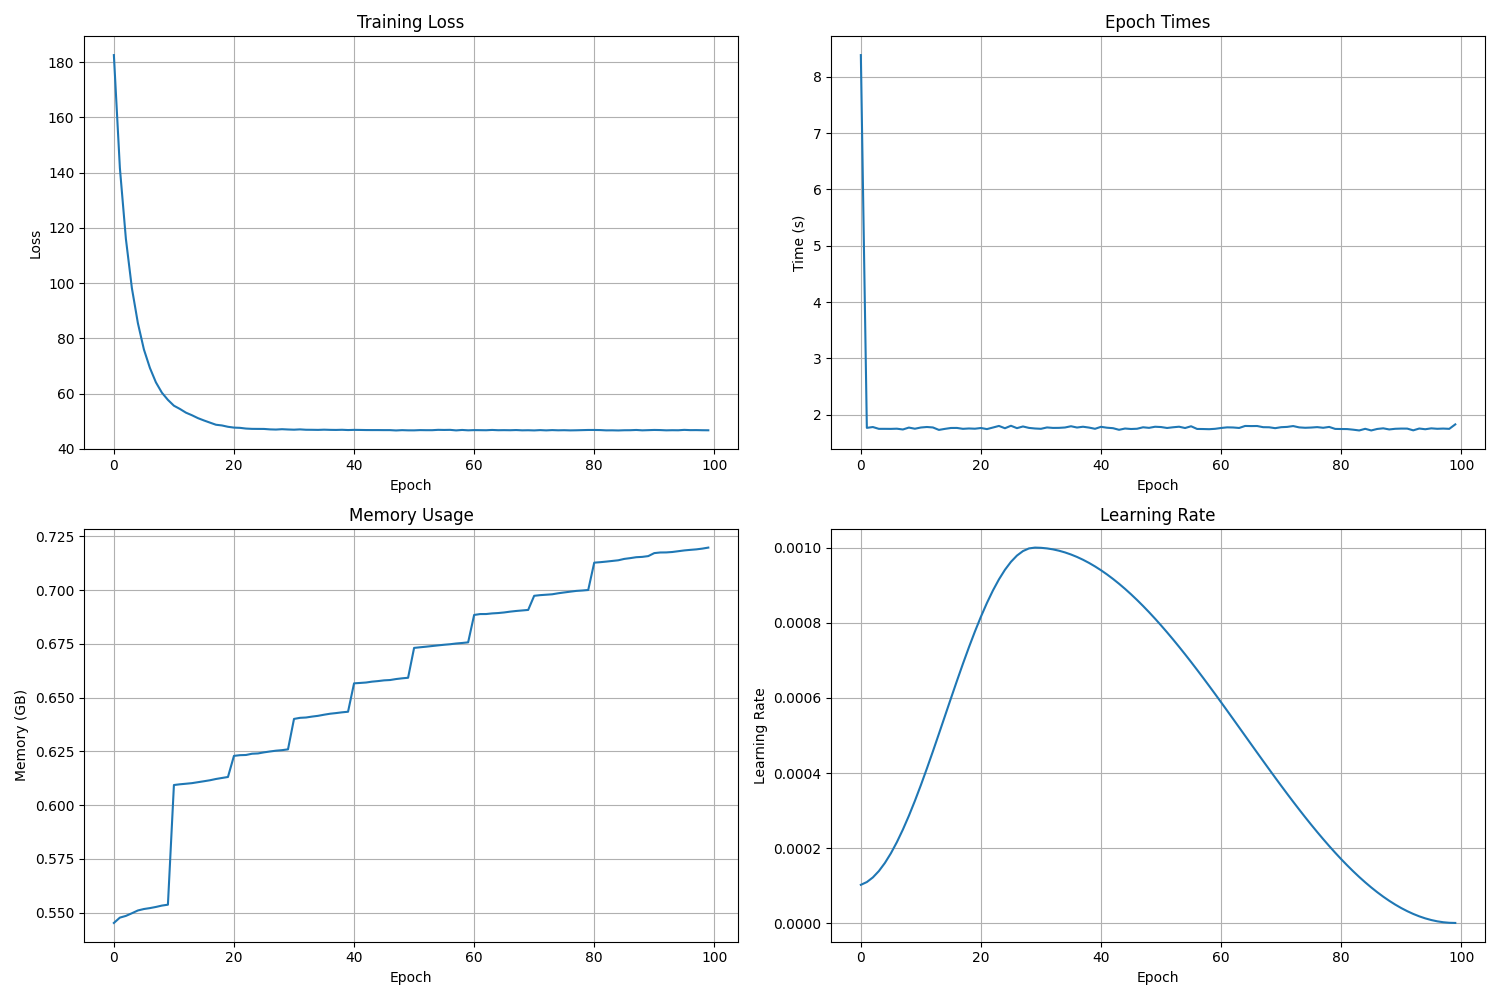 Training Loss
180
160
140
120
100
80
60
40
Loss
0 20 40 60 80 100
Epoch
Epoch Times
8
7
6
5
4
3
2
Time (s)
0 20 40 60 80 100
Epoch
Memory Usage
0.725
0.700
0.675
0.650
0.625
0.600
0.575
0.550
Memory (GB)
0 20 40 60 80 100
Epoch
Learning Rate
0.0010
0.0008
0.0006
0.0004
0.0002
0.0000
Learning Rate
0 20 40 60 80 100
Epoch